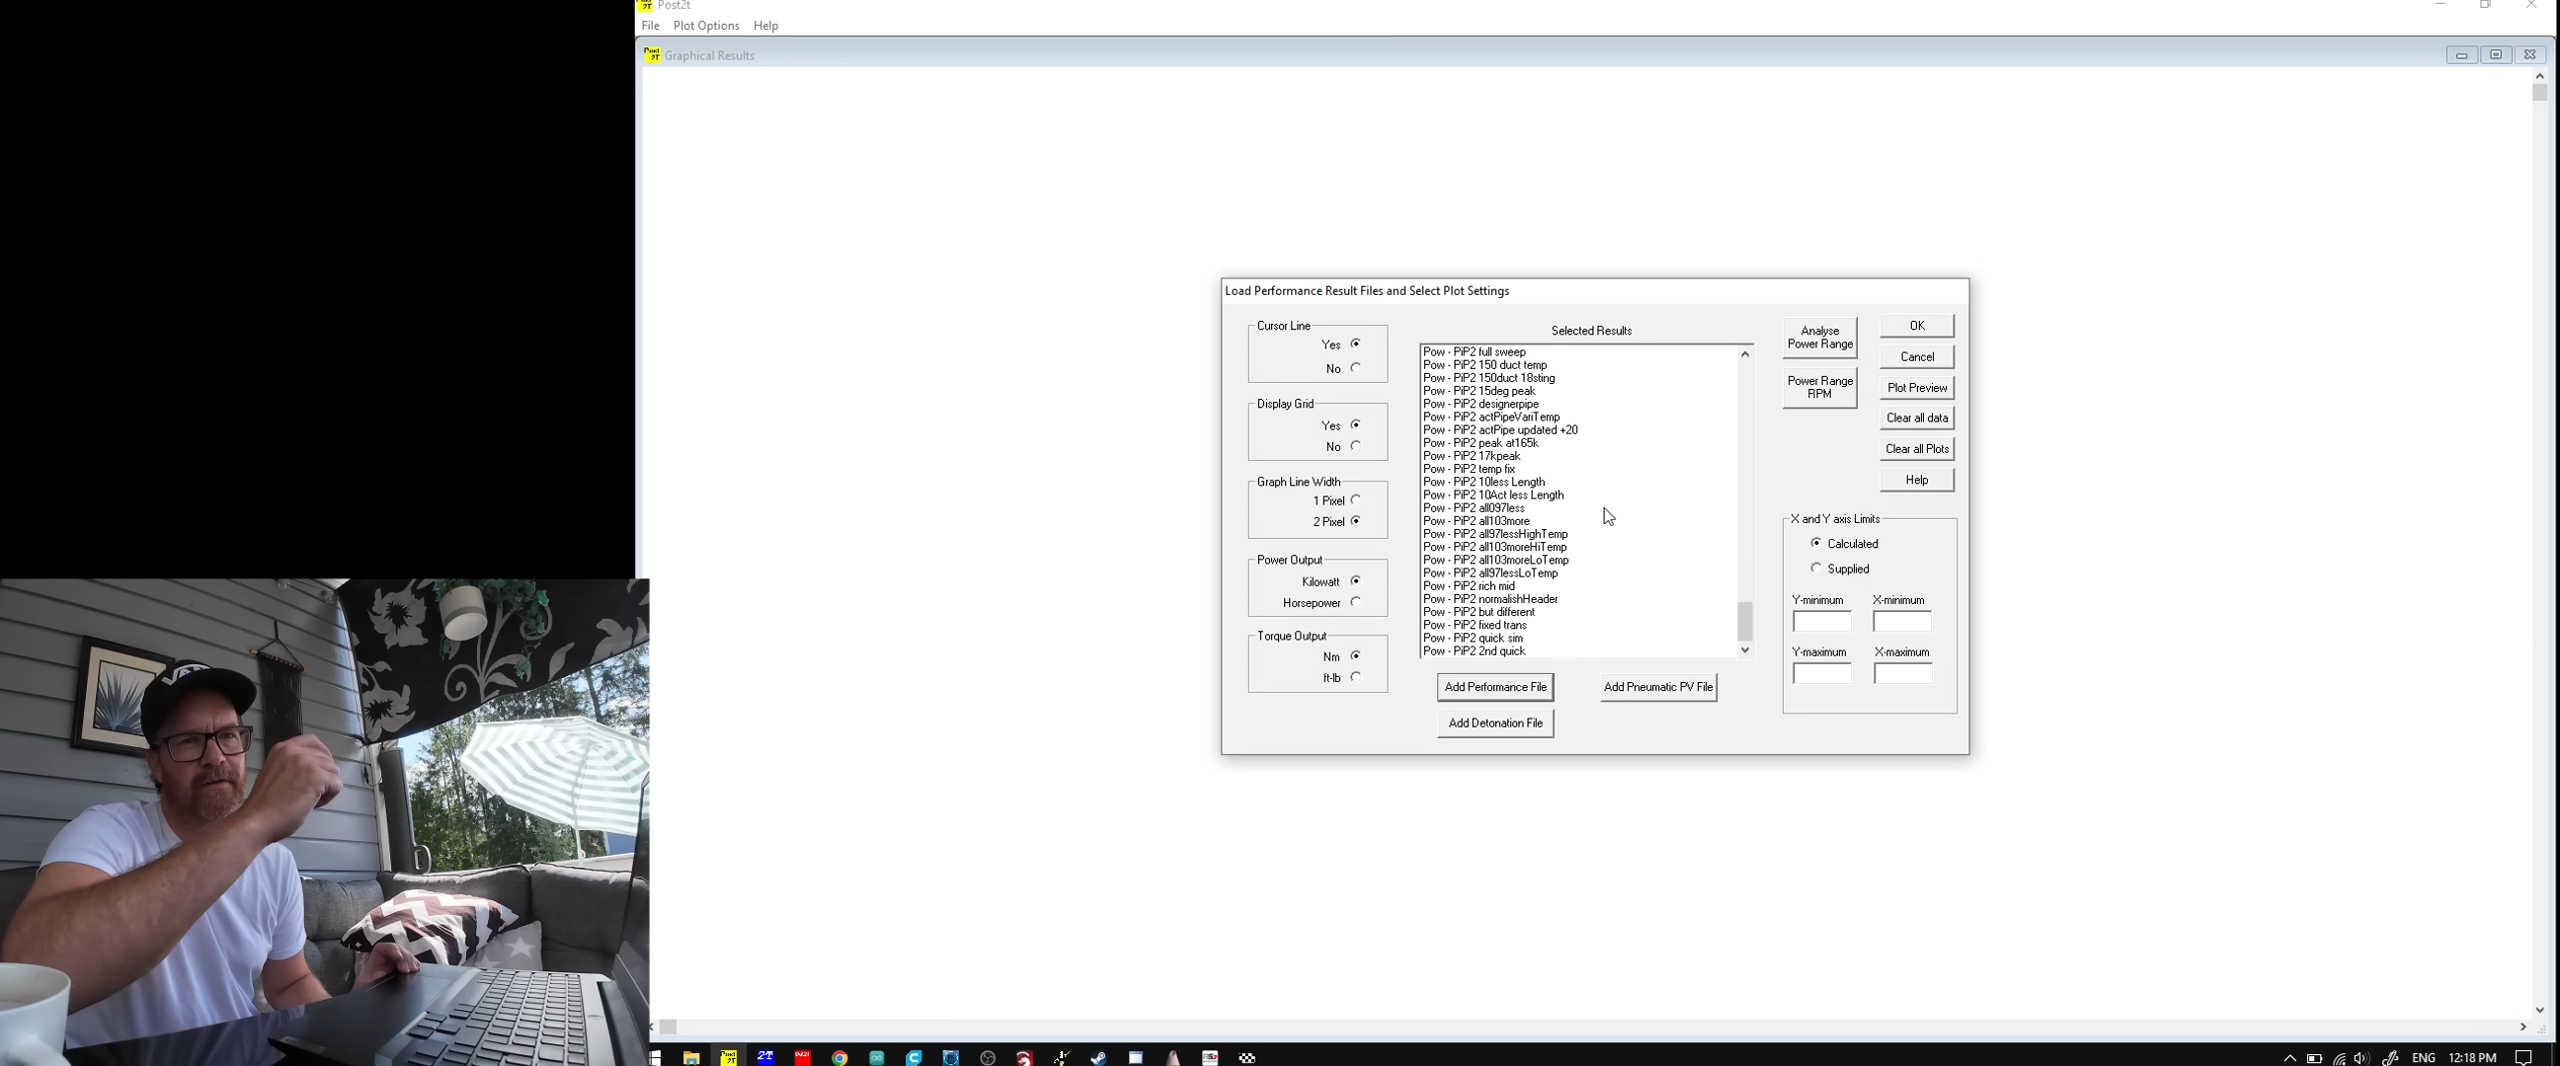 Post2t
File Plot Options Help
Graphical Results
Load Performance Result Files and Select Plot Settings
Cursor Line
Yes
No
Display Grid
Yes
No
Graph Line Width
1 Pixel
2 Pixel
Power Output
Kilowatt
Horsepower
Torque Output
Nm
ft-lb
Selected Results
Pow - PiP2 full sweep
Pow - PiP2 150 duct temp
Pow - PiP2 150duct 18sting
Pow - PiP2 15deg peak
Pow - PiP2 designerpipe
Pow - PiP2 actPipeVariTemp
Pow - PiP2 actPipe updated +20
Pow - PiP2 peak at165k
Pow - PiP2 17kpeak
Pow - PiP2 temp fix
Pow - PiP2 10less Length
Pow - PiP2 10Act less Length
Pow - PiP2 all097less
Pow - PiP2 all103more
Pow - PiP2 all97lessHighTemp
Pow - PiP2 all103moreHiTemp
Pow - PiP2 all103moreLoTemp
Pow - PiP2 all97lessLoTemp
Pow - PiP2 rich mid
Pow - PiP2 normalishHeader
Pow - PiP2 but different
Pow - PiP2 fixed trans
Pow - PiP2 quick sim
Pow - PiP2 2nd quick
Add Performance File
Add Pneumatic PV File
Add Detonation File
Analyse
Power Range
Power Range
RPM
OK
Cancel
Plot Preview
Clear all data
Clear all Plots
Help
X and Y axis Limits
Calculated
Supplied
Y-minimum X-minimum
Y-maximum X-maximum
ENG 12:18 PM